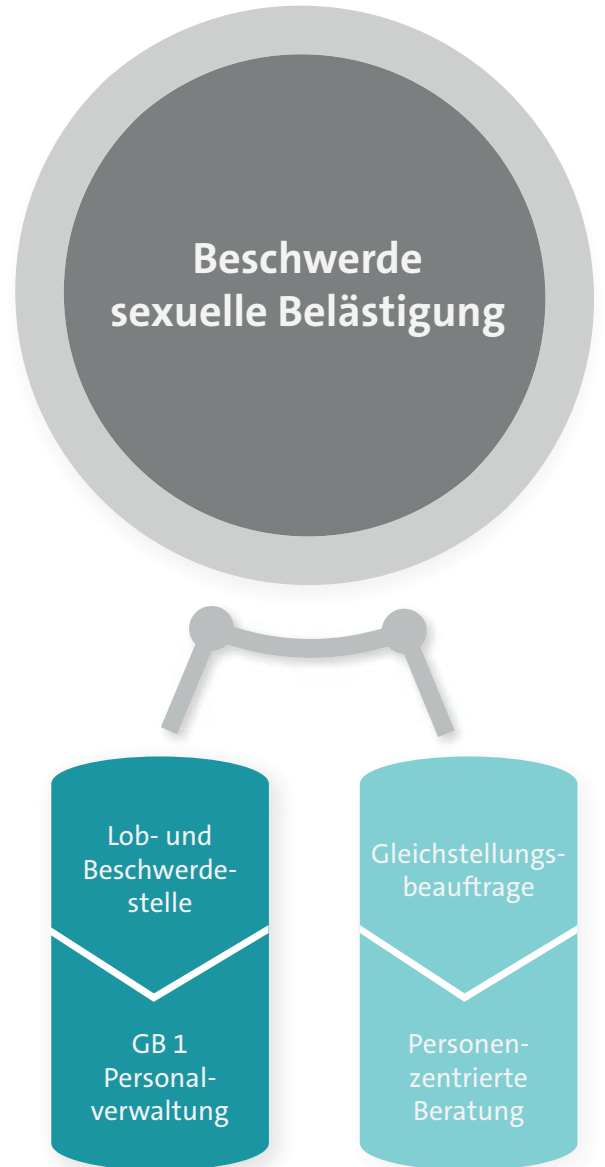 Beschwerde
sexuelle Belästigung
Lob- und
Beschwerde-
stelle
GB 1
Personal-
verwaltung
Gleichstellungs-
beauftrage
Personen-
zentrierte
Beratung